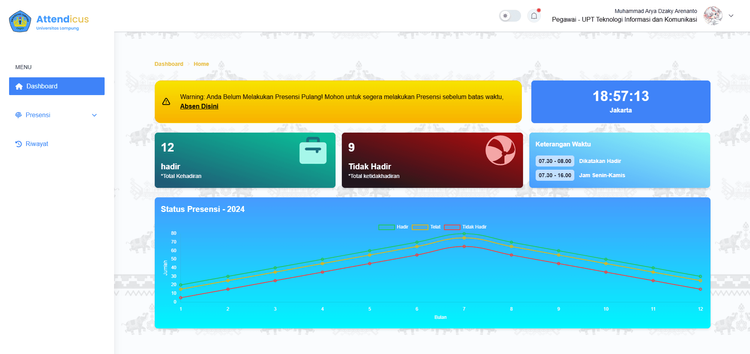 Attendicus
Universitas Lampung
Muhammad Arya Dzaky Arenanto
Pegawai - UPT Teknologi Informasi dan Komunikasi
MENU
Dashboard
Presensi
Riwayat
Dashboard
Home
Warning: Anda Belum Melakukan Presensi Pulang! Mohon untuk segera melakukan Presensi sebelum batas waktu,
Absen Disini
18:57:13
Jakarta
12
hadir
*Total Kehadiran
9
Tidak Hadir
*Total ketidakhadiran
Keterangan Waktu
07.30 - 08.00 Dikatakan Hadir
07.30 - 16.00 Jam Senin-Kamis
Status Presensi - 2024
Hadir Total Tidak Hadir
80
70
60
50
40
30
20
10
0
Jumlah
1 2 3 4 5 6 7 8 9 10 11 12
Bulan